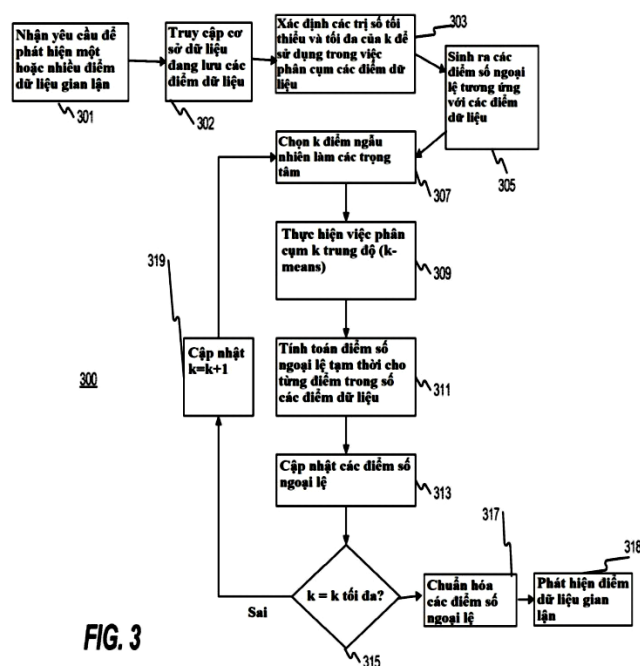 Nhận yêu cầu để
phát hiện một
hoặc nhiều điểm
dữ liệu gian lận
301
Truy cập cơ
sở dữ liệu
đang lưu các
điểm dữ liệu
302
Xác định các trị số tối
thiểu và tối đa của k để
sử dụng trong việc
phân cụm các điểm dữ
liệu
303
Sinh ra các
điểm số ngoại
lệ tương ứng
với các điểm
dữ liệu
305
Chọn k điểm ngẫu
nhiên làm các trọng
tâm
307
Thực hiện việc phân
cụm k trung độ (k-
means)
309
319
Cập nhật
k=k+1
Tính toán điểm số
ngoại lệ tạm thời cho
từng điểm trong số
các điểm dữ liệu
311
300
Cập nhật các điểm số
ngoại lệ
313
k = k tối đa?
315
Sai
317
Chuẩn hóa
các điểm số
ngoại lệ
318
Phát hiện điểm
dữ liệu gian
lận
FIG. 3